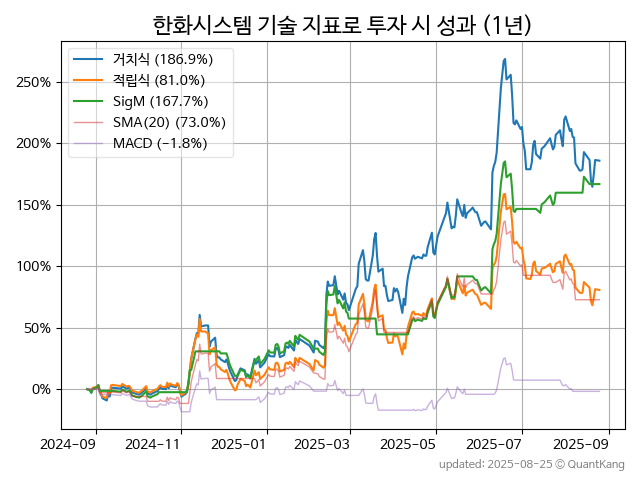 한화시스템 기술 지표로 투자 시 성과 (1년)
거치식 (186.9%)
적립식 (81.0%)
SigM (167.7%)
SMA(20) (73.0%)
MACD (−1.8%)
250%
200%
150%
100%
50%
0%
2024−09 2024−11 2025−01 2025−03 2025−05 2025−07 2025−09
updated: 2025−08−25 © QuantKang